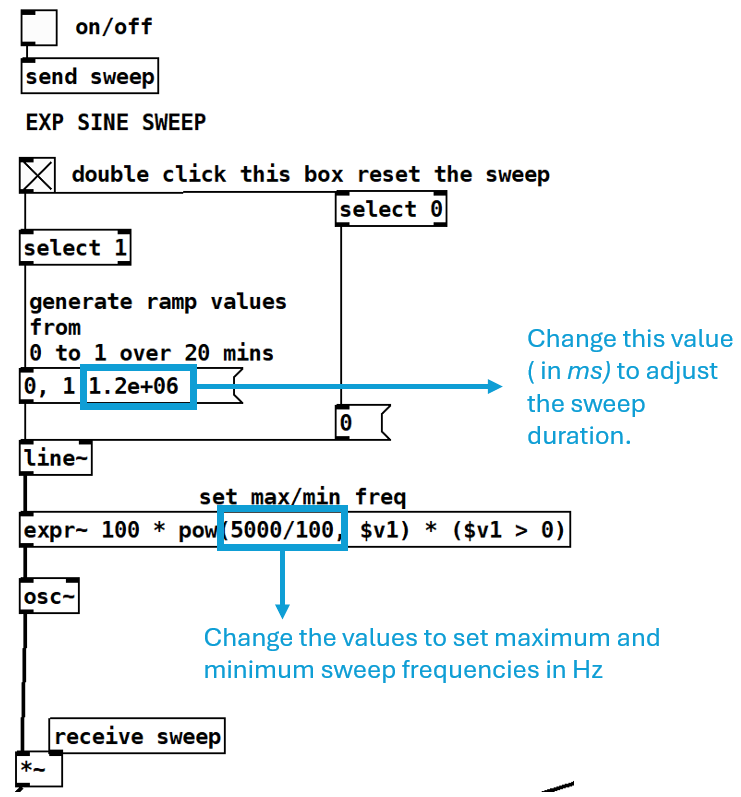 on/off
send sweep
EXP SINE SWEEP
double click this box reset the sweep
select 0
select 1
generate ramp values
from
0 to 1 over 20 mins
0, 1 1.2e+06
Change this value
( in ms) to adjust
the sweep
duration.
0
line~
set max/min freq
expr~ 100 * pow(5000/100, $v1) * ($v1 > 0)
osc~
Change the values to set maximum and
minimum sweep frequencies in Hz
receive sweep
*~